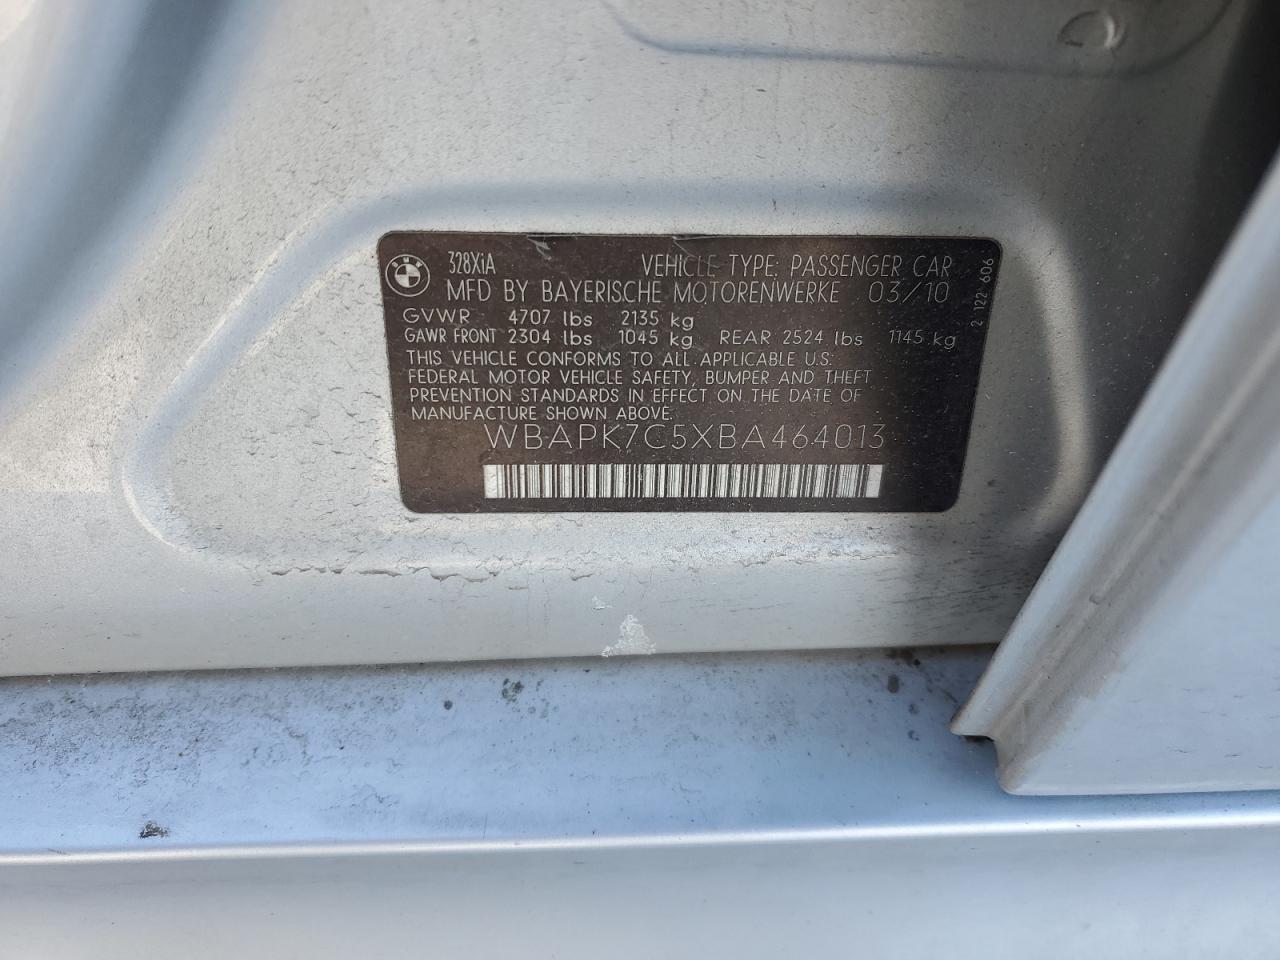 BMW
328XiA VEHICLE TYPE: PASSENGER CAR
MFD BY BAYERISCHE MOTORENWERKE 03/10
GVWR 4707 lbs 2135 kg
GAWR FRONT 2304 lbs 1045 kg REAR 2524 lbs 1145 kg
THIS VEHICLE CONFORMS TO ALL APPLICABLE U.S.
FEDERAL MOTOR VEHICLE SAFETY, BUMPER AND THEFT
PREVENTION STANDARDS IN EFFECT ON THE DATE OF
MANUFACTURE SHOWN ABOVE.
WBAPK7C5XBA464013
2 122 606